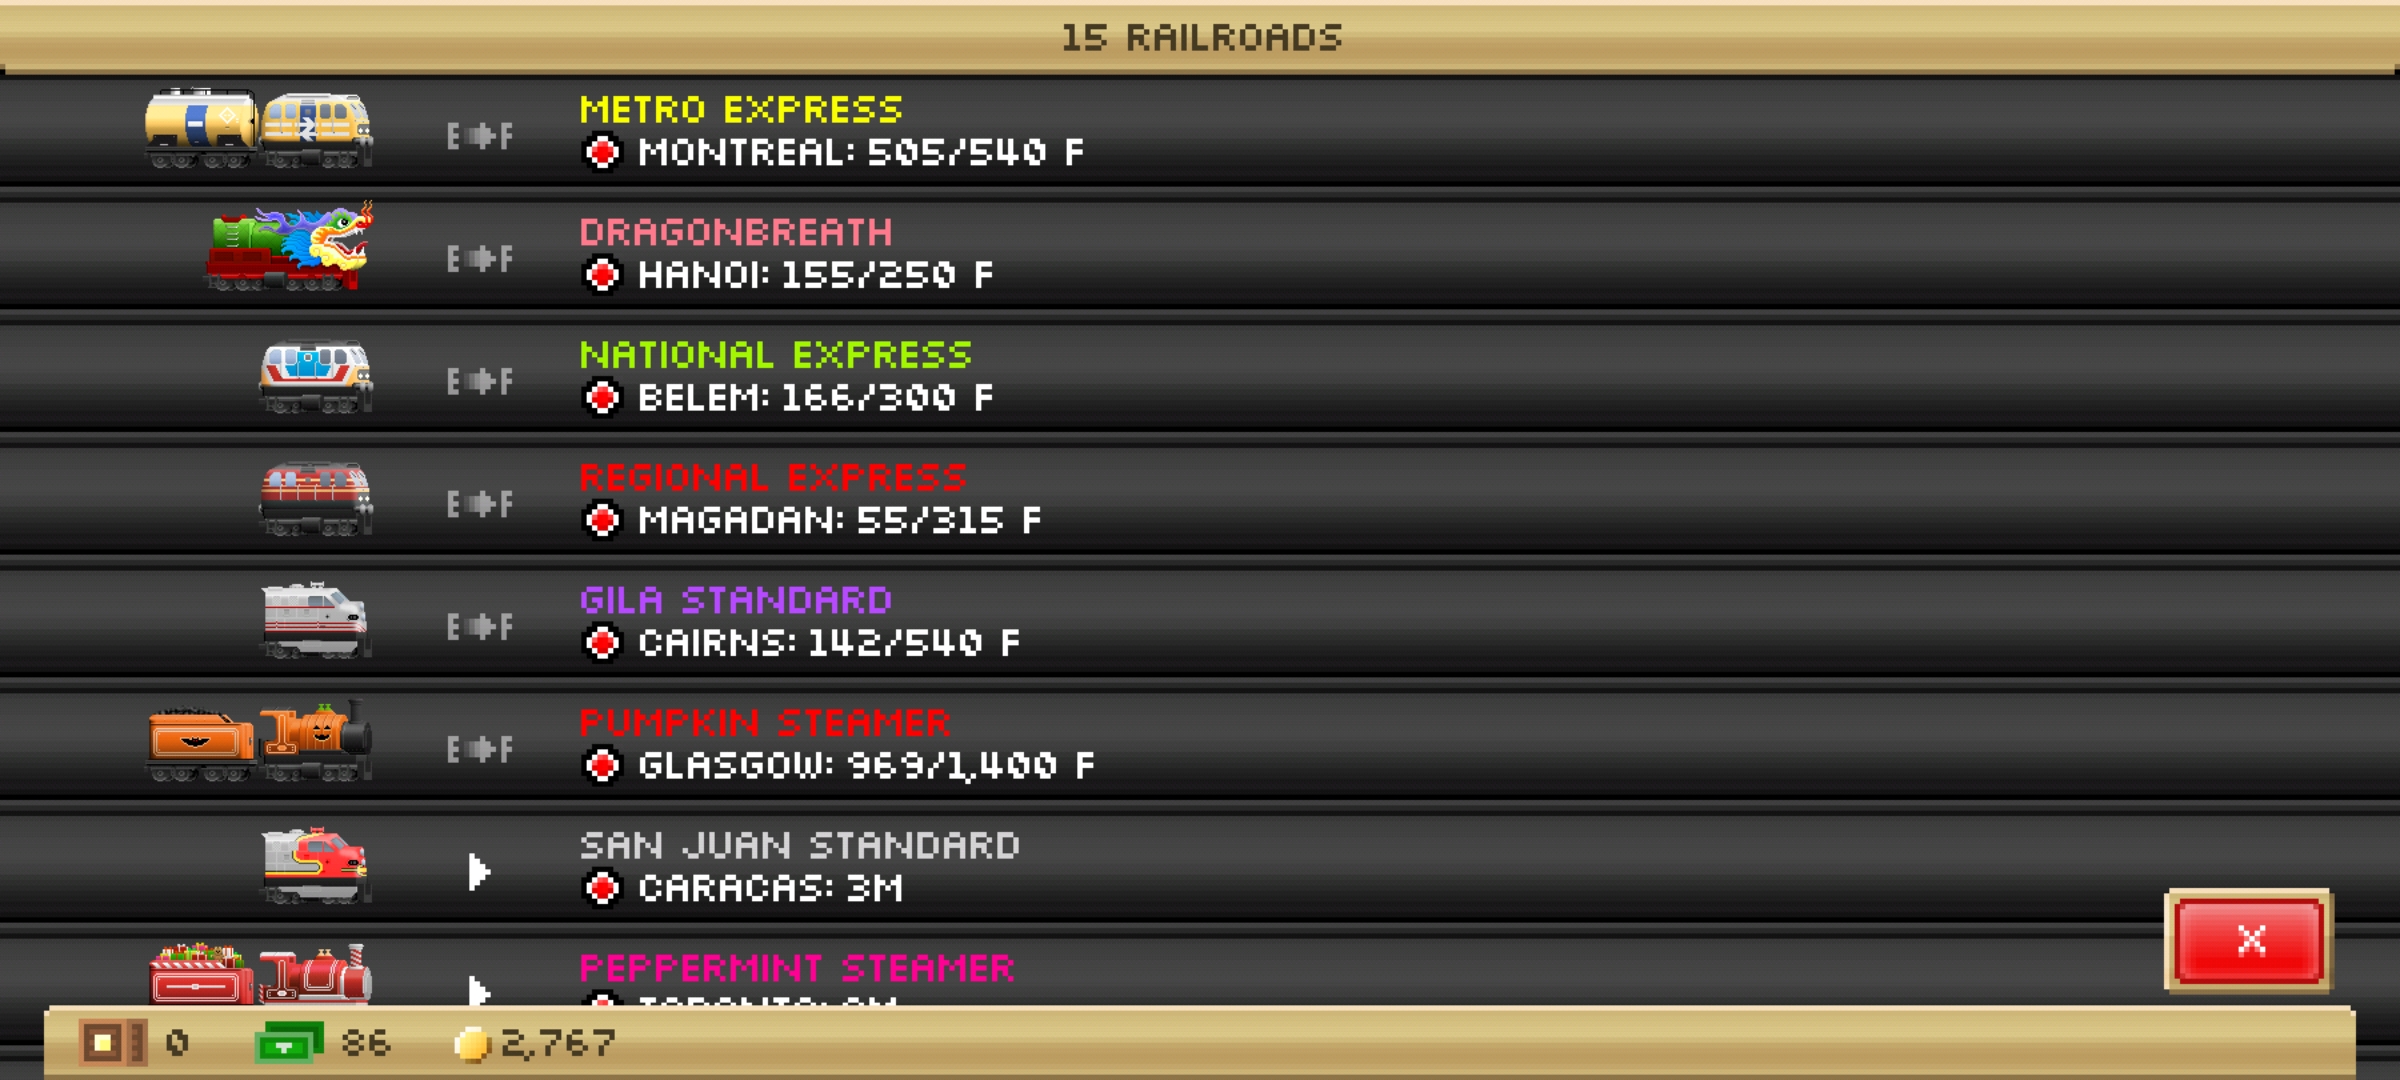 15 RAILROADS
E F
METRO EXPRESS
MONTREAL: 505/540 F
E F
DRAGONBREATH
HANOI: 155/250 F
E F
NATIONAL EXPRESS
BELEM: 166/300 F
E F
REGIONAL EXPRESS
MAGADAN: 55/315 F
E F
GILA STANDARD
CAIRNS: 142/540 F
E F
PUMPKIN STEAMER
GLASGOW: 969/1,400 F
SAN JUAN STANDARD
CARACAS: 3M
PEPPERMINT STEAMER
X
0 86 2,767